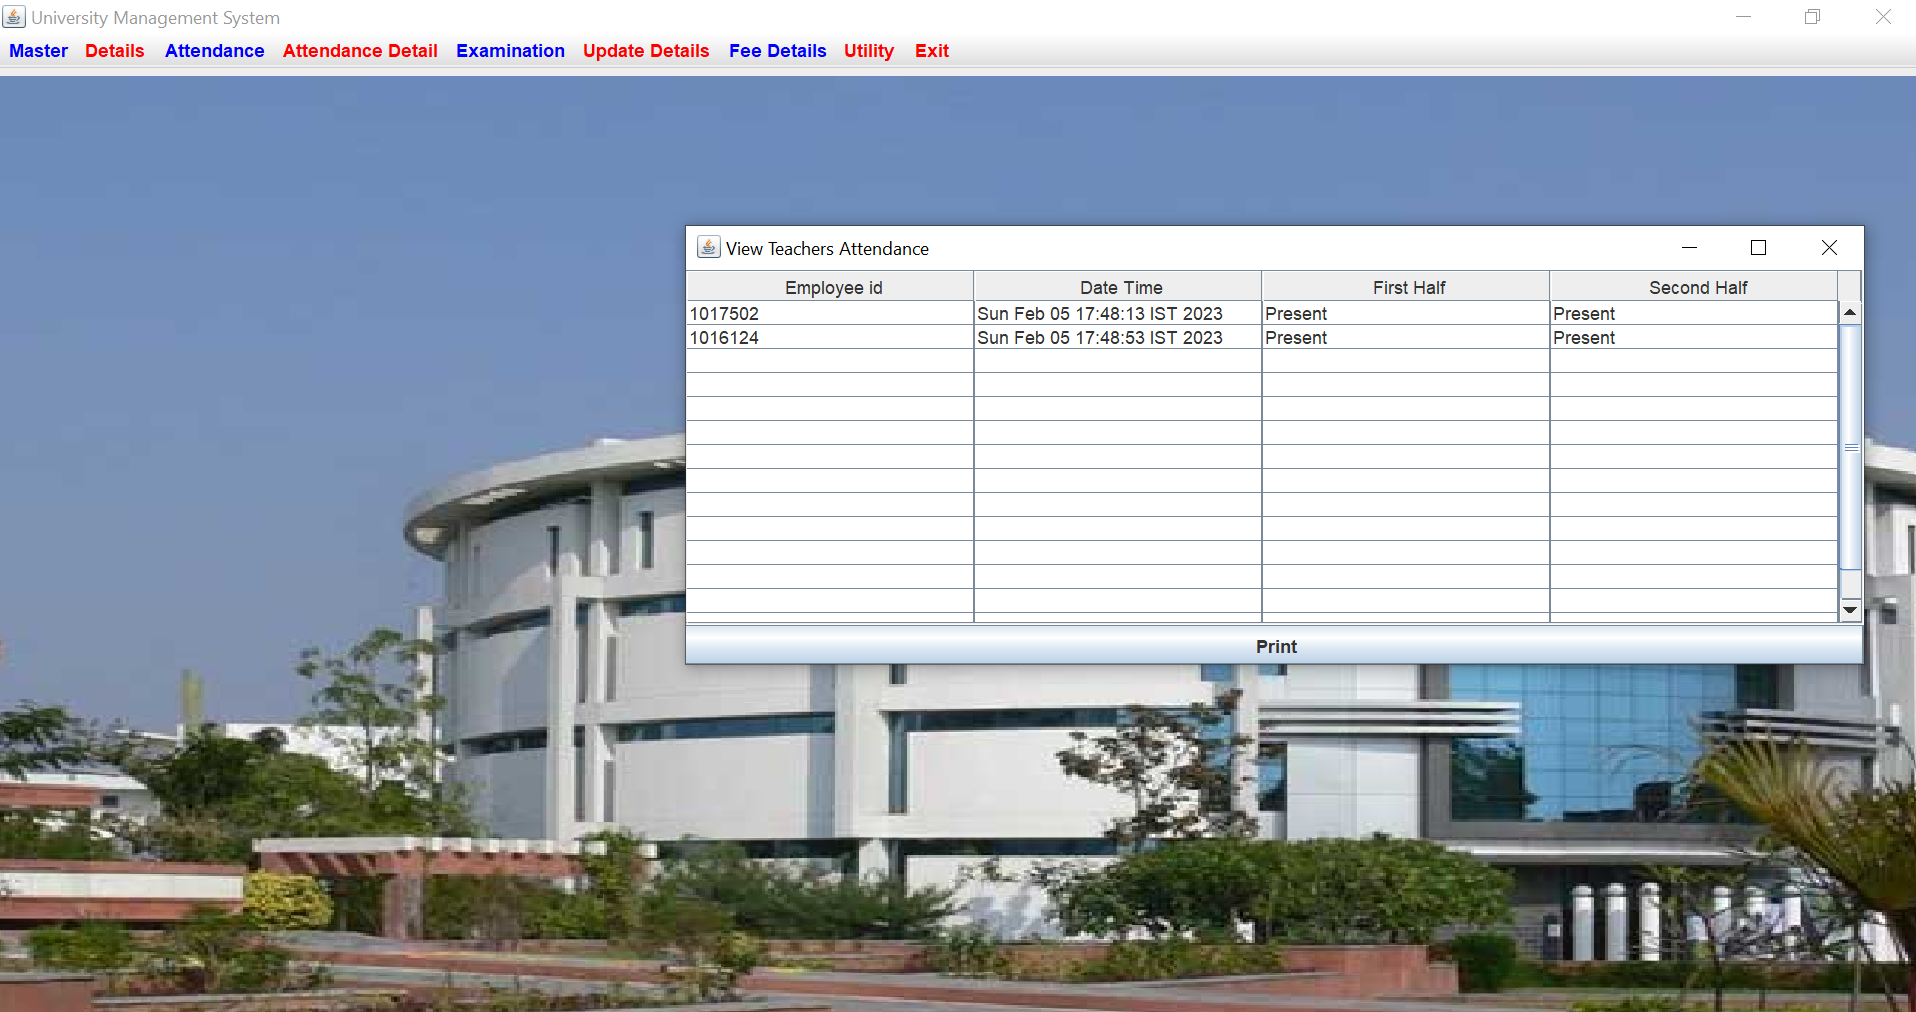 University Management System
Master Details Attendance Attendance Detail Examination Update Details Fee Details Utility Exit
View Teachers Attendance
Employee id Date Time First Half Second Half
1017502 Sun Feb 05 17:48:13 IST 2023 Present Present
1016124 Sun Feb 05 17:48:53 IST 2023 Present Present
Print